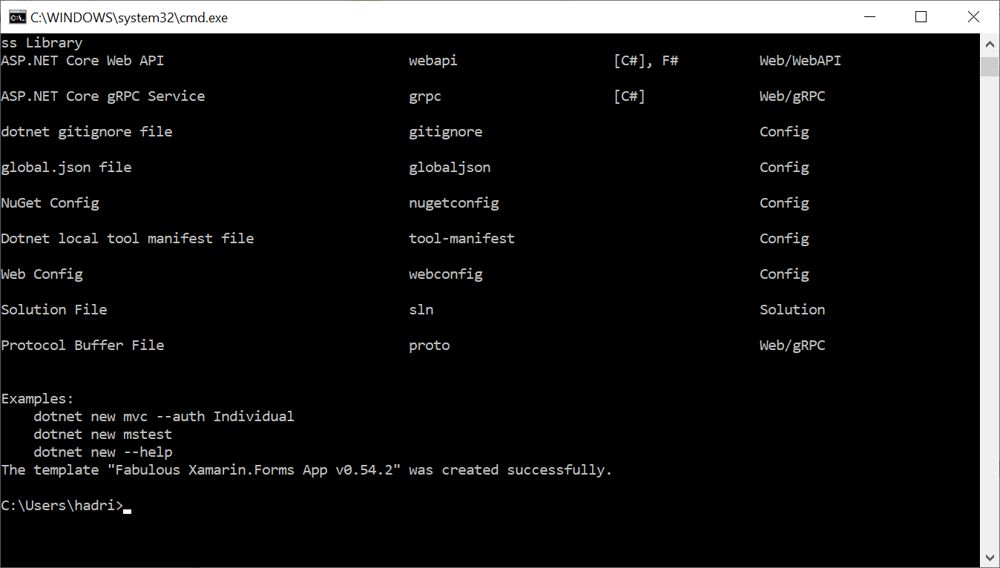 C:\WINDOWS\system32\cmd.exe
ss Library
ASP.NET Core Web API webapi [C#], F# Web/WebAPI
ASP.NET Core gRPC Service grpc [C#] Web/gRPC
dotnet gitignore file gitignore Config
global.json file globaljson Config
NuGet Config nugetconfig Config
Dotnet local tool manifest file tool-manifest Config
Web Config webconfig Config
Solution File sln Solution
Protocol Buffer File proto Web/gRPC
Examples:
dotnet new mvc --auth Individual
dotnet new mstest
dotnet new --help
The template "Fabulous Xamarin.Forms App v0.54.2" was created successfully.
C:\Users\hadri>